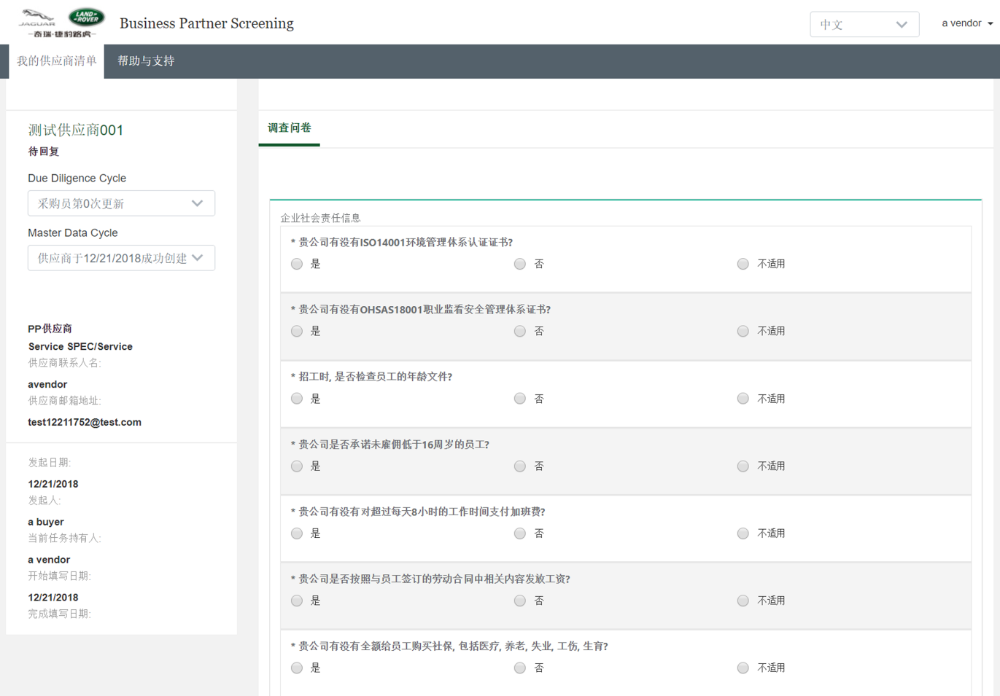 JAGUAR
LAND-
-ROVER
奇瑞·捷豹路虎
Business Partner Screening
中文
a vendor
我的供应商清单
帮助与支持
测试供应商001
待回复
Due Diligence Cycle
采购员第0次更新
Master Data Cycle
供应商于12/21/2018成功创建
PP供应商
Service SPEC/Service
供应商联系人名:
avendor
供应商邮箱地址:
test12211752@test.com
发起日期:
12/21/2018
发起人:
a buyer
当前任务持有人:
a vendor
开始填写日期:
12/21/2018
完成填写日期:
调查问卷
企业社会责任信息
* 贵公司有没有ISO14001环境管理体系认证证书?
是 否 不适用
* 贵公司有没有OHSAS18001职业监看安全管理体系证书?
是 否 不适用
* 招工时, 是否检查员工的年龄文件?
是 否 不适用
* 贵公司是否承诺未雇佣低于16周岁的员工?
是 否 不适用
* 贵公司有没有对超过每天8小时的工作时间支付加班费?
是 否 不适用
* 贵公司是否按照与员工签订的劳动合同中相关内容发放工资?
是 否 不适用
* 贵公司有没有全额给员工购买社保, 包括医疗, 养老, 失业, 工伤, 生育?
是 否 不适用